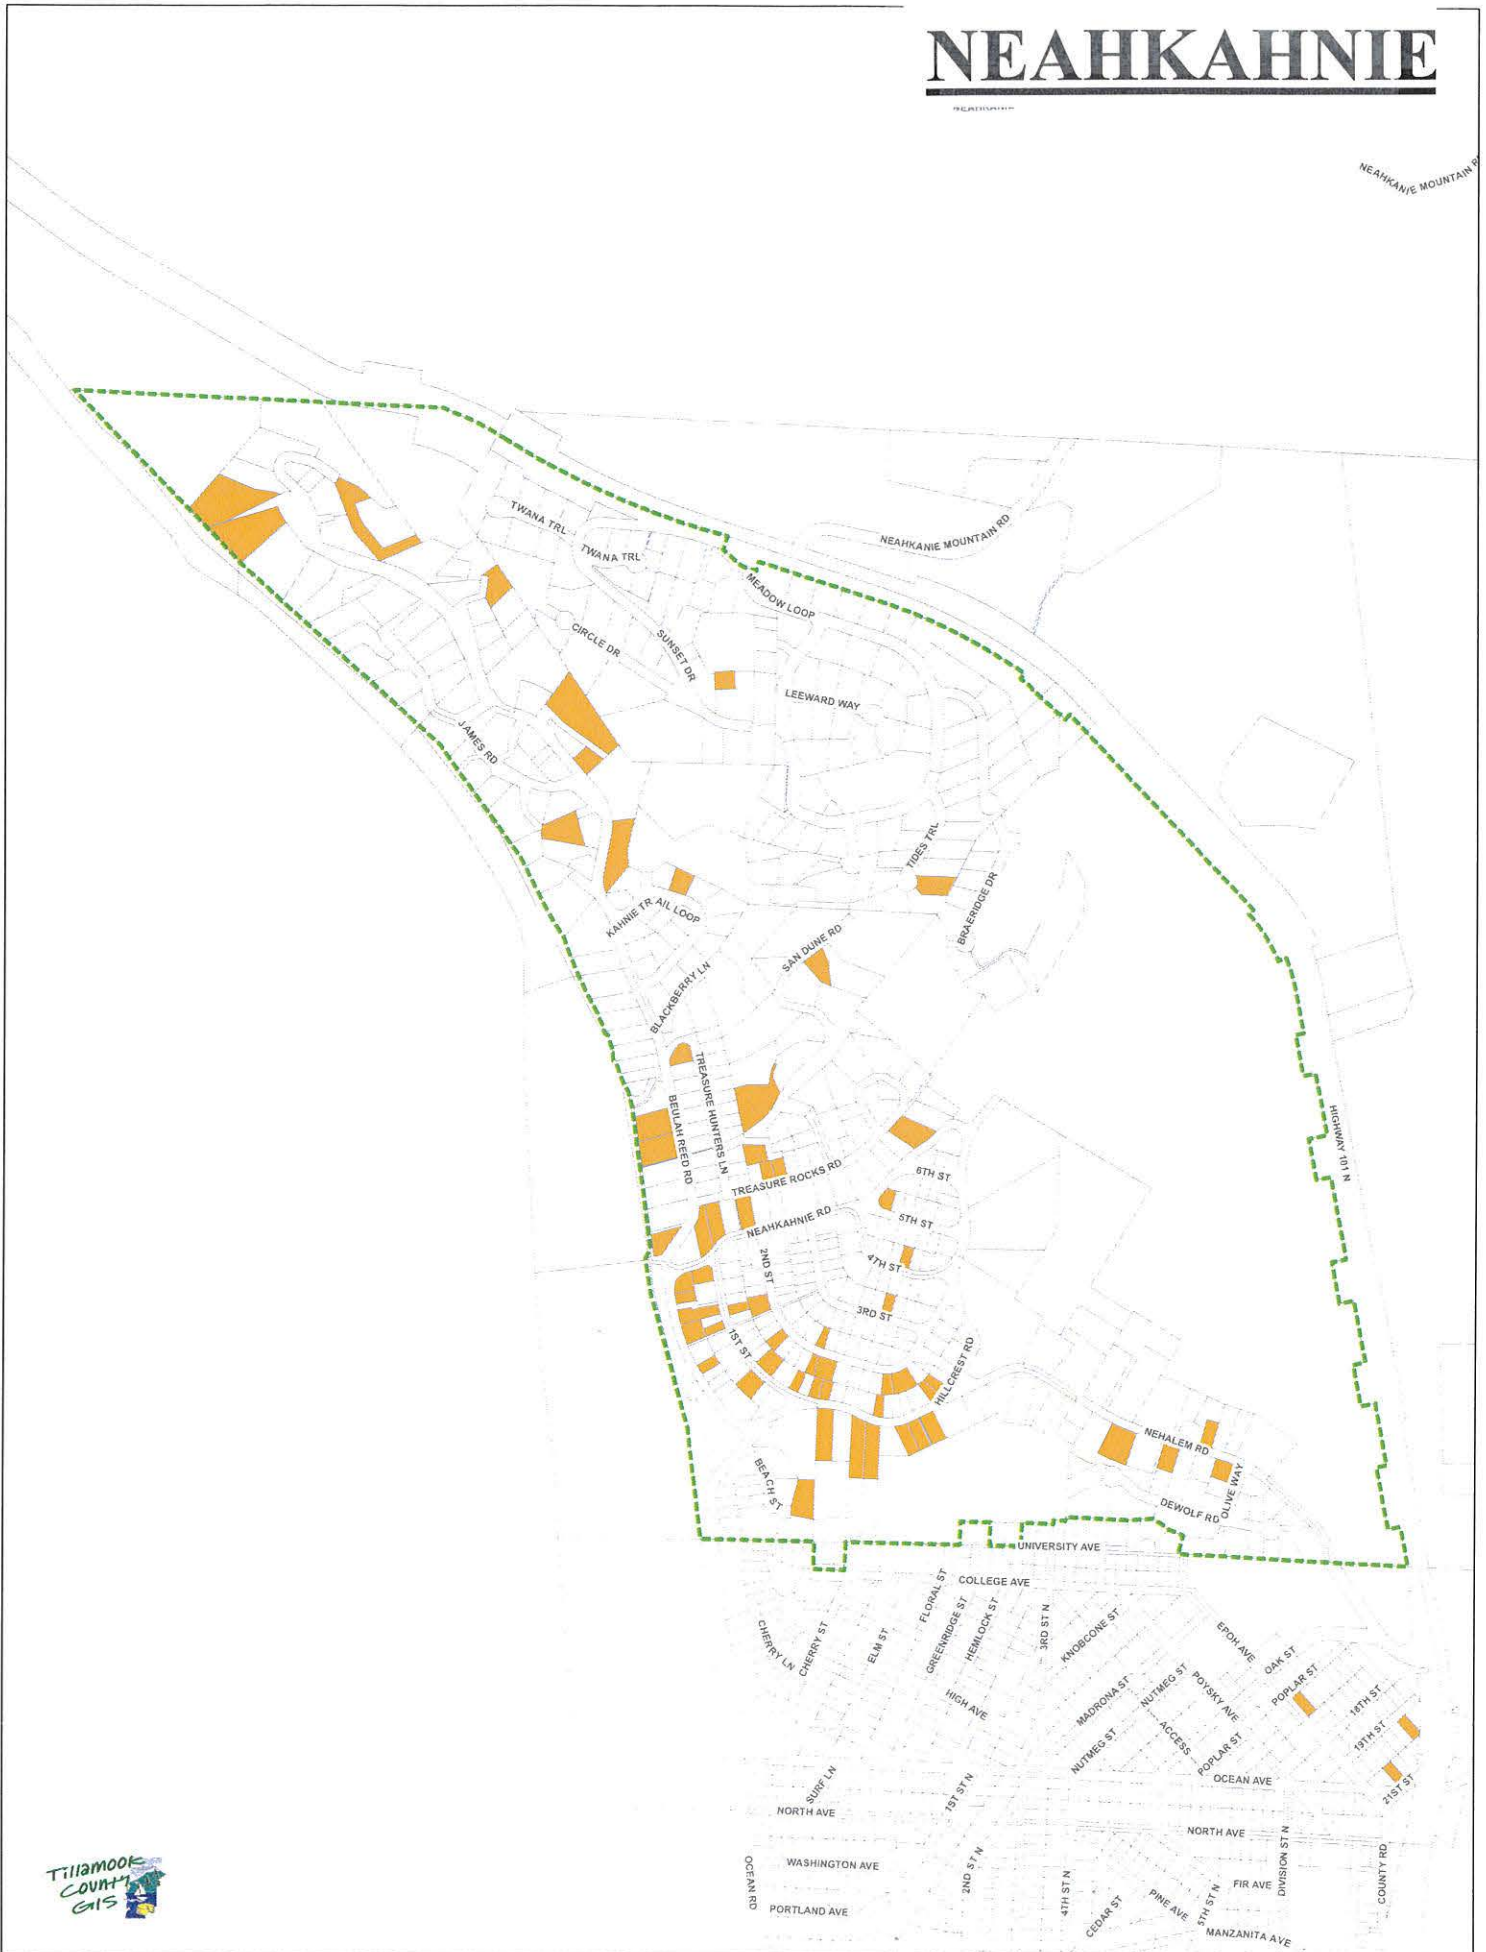 NEAHKAHNIE
NEAHKANIE MOUNTAIN R
TWANA TRL
NEAHKANIE MOUNTAIN RD
TWANA TRL
MEADOW LOOP
CIRCLE DR
SUNSET DR
LEEWARD WAY
JAMES RD
TIDES TRL
BRAERIDGE DR
KAHNIE TRAIL LOOP
SAN DUNE RD
BLACKBERRY LN
TREASURE HUNTERS LN
BEULAH REED RD
HIGHWAY 101 N
6TH ST
TREASURE ROCKS RD
5TH ST
NEAHKAHNIE RD
2ND ST
4TH ST
3RD ST
1ST ST
HILLCREST RD
NEHALEM RD
BEACH ST
OLIVE WAY
DEWOLF RD
UNIVERSITY AVE
COLLEGE AVE
FLORAL ST
GREENRIDGE ST
HEMLOCK ST
3RD ST N
KNOBCONE ST
CHERRY LN
CHERRY ST
ELM ST
EPOH AVE
OAK ST
POPLAR ST
HIGH AVE
MADRONA ST
NUTMEG ST
POYSKY AVE
18TH ST
19TH ST
NUTMEG ST
ACCESS
POPLAR ST
OCEAN AVE
21ST ST
SURF LN
1ST ST N
NORTH AVE
NORTH AVE
DIVISION ST N
COUNTY RD
WASHINGTON AVE
2ND ST N
OCEAN RD
4TH ST N
FIR AVE
PORTLAND AVE
CEDAR ST
PINE AVE
5TH ST N
MANZANITA AVE
Tillamook
County
GIS